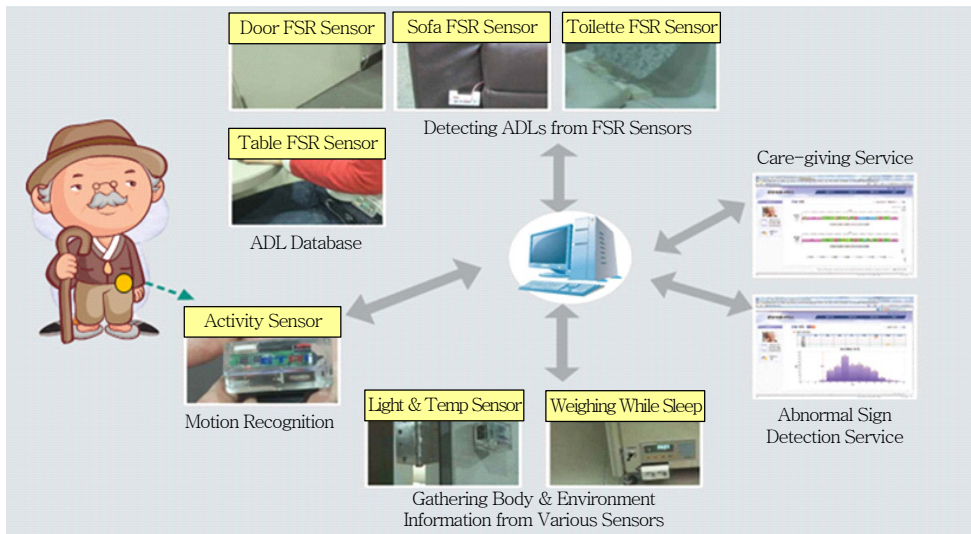 Door FSR Sensor
Sofa FSR Sensor
Toilette FSR Sensor
Detecting ADLs from FSR Sensors
Table FSR Sensor
ADL Database
Care-giving Service
Activity Sensor
Motion Recognition
Light & Temp Sensor
Weighing While Sleep
Gathering Body & Environment
Information from Various Sensors
Abnormal Sign
Detection Service